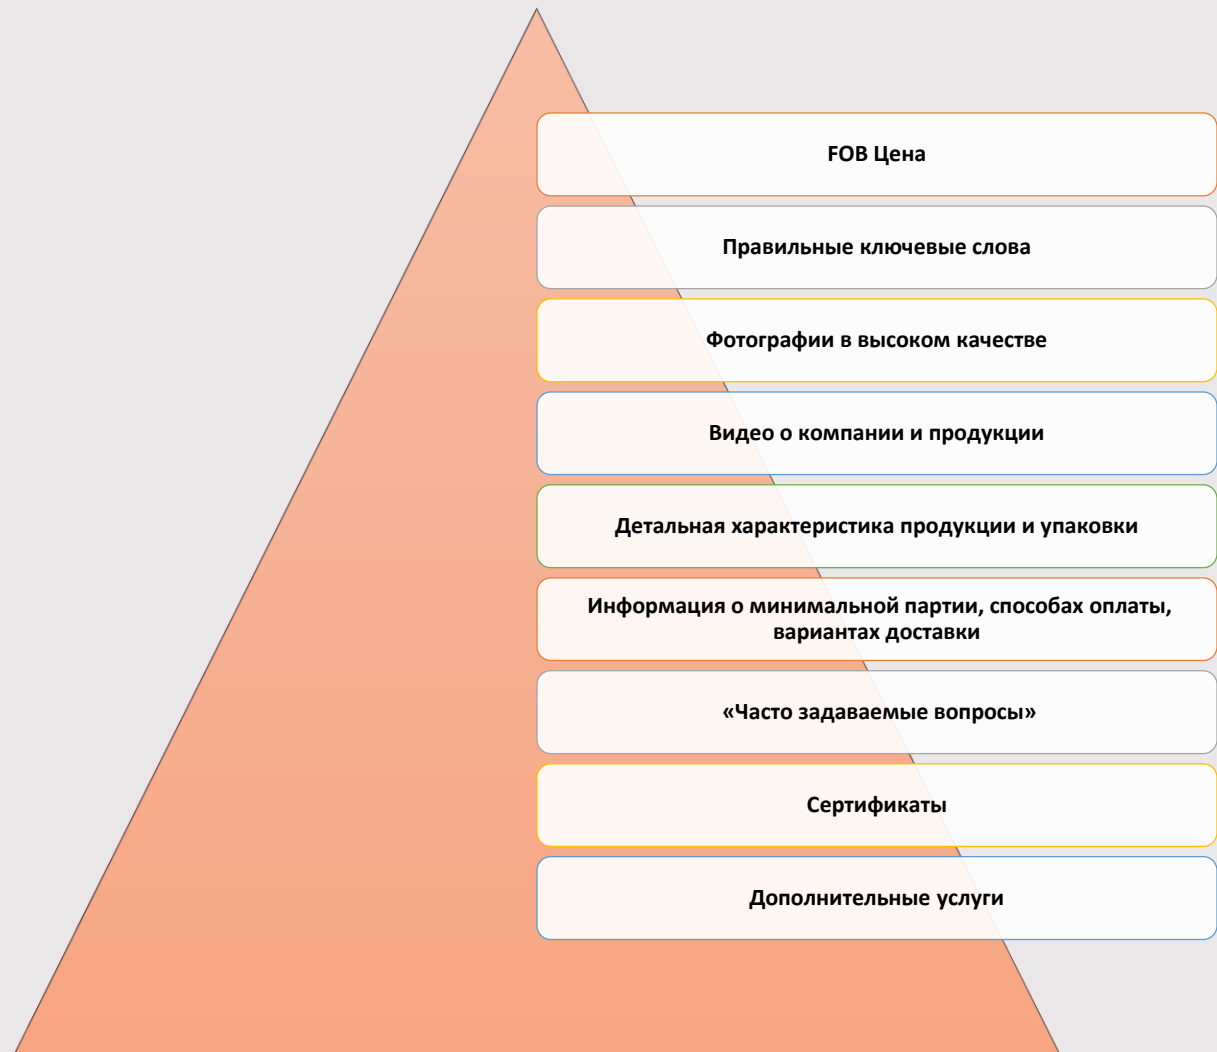 FOB Цена
Правильные ключевые слова
Фотографии в высоком качестве
Видео о компании и продукции
Детальная характеристика продукции и упаковки
Информация о минимальной партии, способах оплаты,
вариантах доставки
«Часто задаваемые вопросы»
Сертификаты
Дополнительные услуги